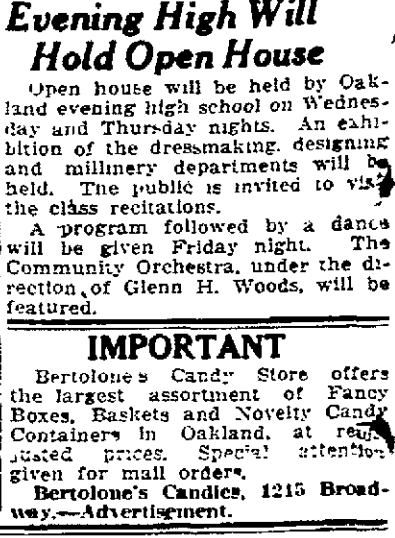 Evening High Will
Hold Open House
Open house will be held by Oak-
land evening high school on Wednes-
day and Thursday nights. An exhi-
bition of the dressmaking, designing
and millinery departments will be
held. The public is invited to visit
the class recitations.
A program followed by a dance
will be given Friday night. The
Community Orchestra, under the di-
rection of Glenn H. Woods, will be
featured.
IMPORTANT
Bertolone's Candy Store offers
the largest assortment of Fancy
Boxes, Baskets and Novelty Candy
Containers in Oakland, at
prices. Special attention
given for mail orders.
Bertolone's Candies, 1215 Broad-
way.—Advertisement.